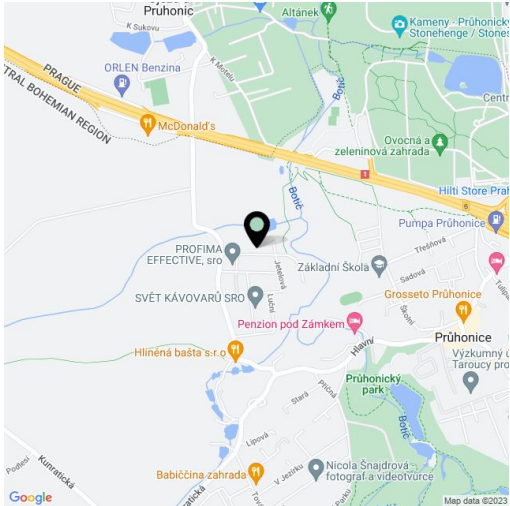 Průhonic
K Sukovu
ORLEN Benzina
K Motelu
Altánek
Kameny - Průhonický
Stonehenge / Stones
PRAGUE
CENTRAL BOHEMIAN REGION
McDonald's
Botič
Centr
Ovocná a
zeleninová zahrada
1
Hilti Store Prah
6
Botič
Pumpa Průhonice
Třešňová
PROFIMA
EFFECTIVE, sro
Jetelová
Základní Škola
Sadová
Tulipá
SVĚT KÁVOVARŮ SRO
Luční
Školní
Grosseto Průhonice
Penzion pod Zámkem
Hlavní
Průhonice
Hliněná bašta s.r.o
Výzkumný ú
Taroucy pro
Průhonický
park
Příčná
Stará
Botič
Lipová
Podlesí
Kunratická
V Jezírku
Nicola Šnajdrová -
fotograf a videotvůrce
Babiččina zahrada
Parku
Google
Map data ©2023